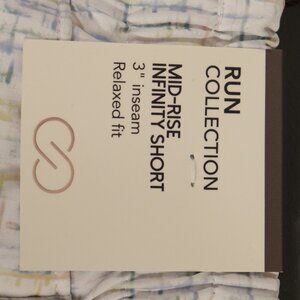 RUN
COLLECTION
MID-RISE
INFINITY SHORT
3" inseam
Relaxed fit